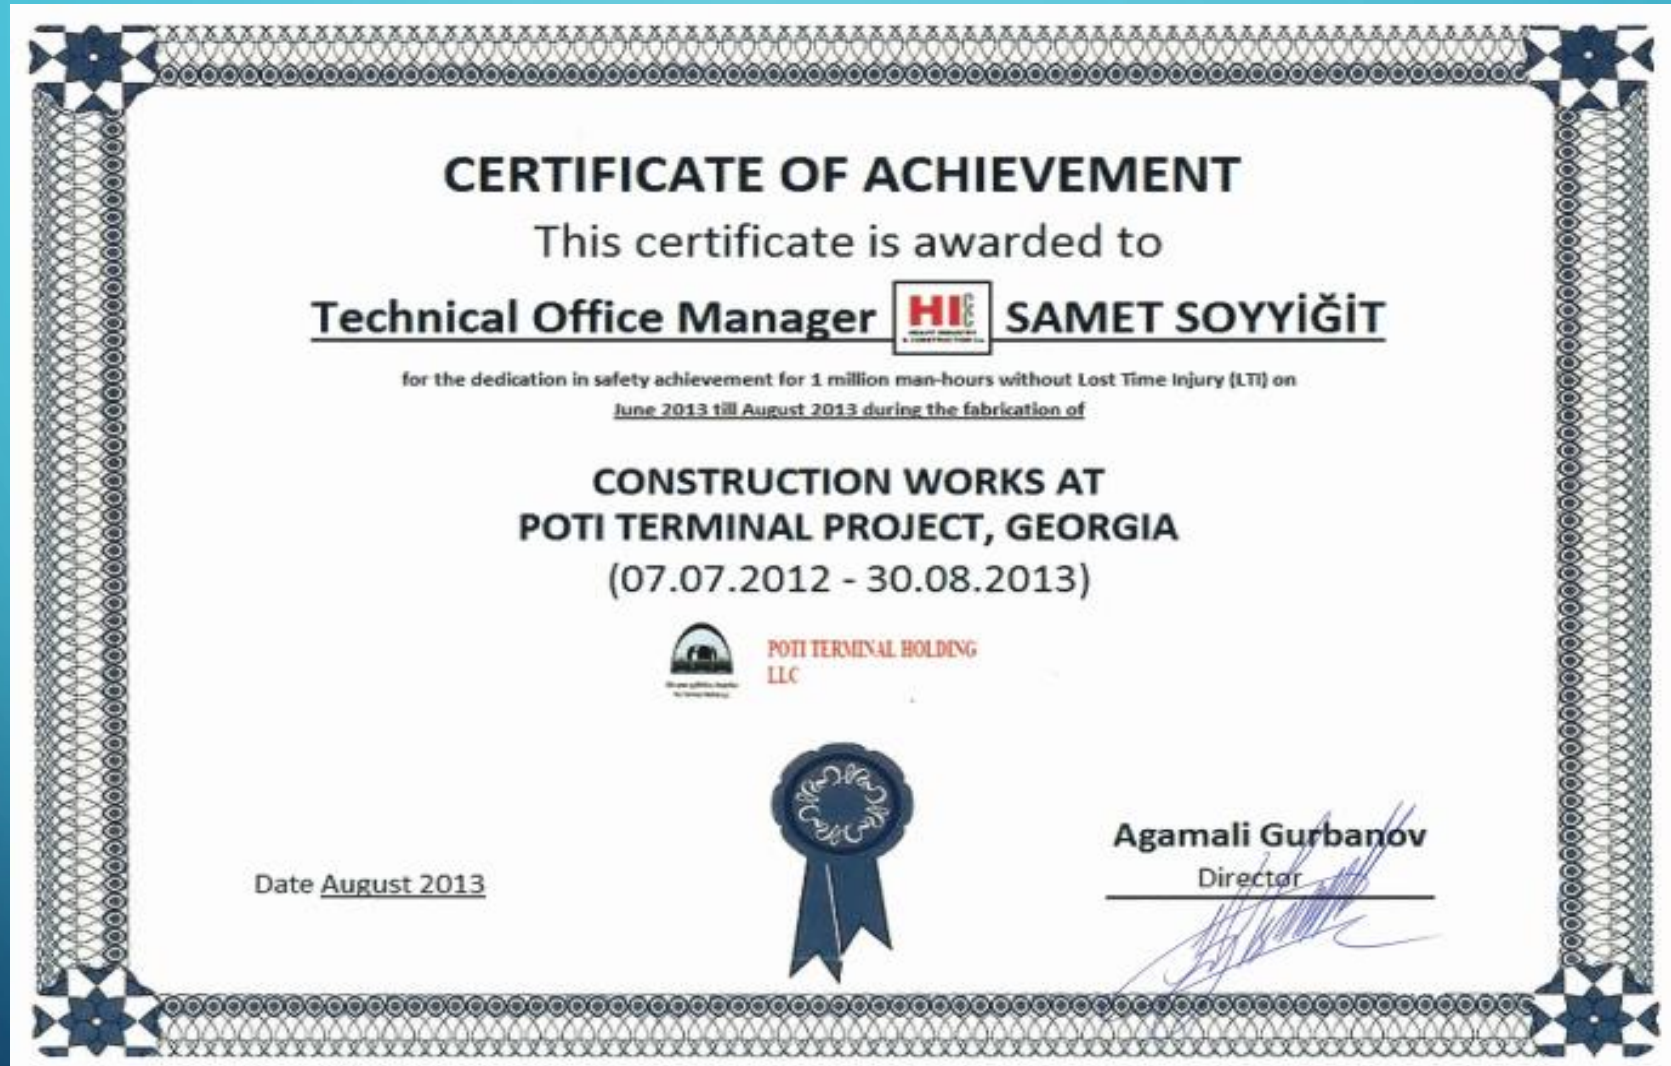 CERTIFICATE OF ACHIEVEMENT
This certificate is awarded to
Technical Office Manager HI SAMET SOYYİĞİT
HEAVY INDUSTRY
& CONSTRUCTION
for the dedication in safety achievement for 1 million man-hours without Lost Time Injury (LTI) on
June 2013 till August 2013 during the fabrication of
CONSTRUCTION WORKS AT
POTI TERMINAL PROJECT, GEORGIA
(07.07.2012 - 30.08.2013)
POTI TERMINAL HOLDING
LLC
Agamali Gurbanov
Director
Date August 2013